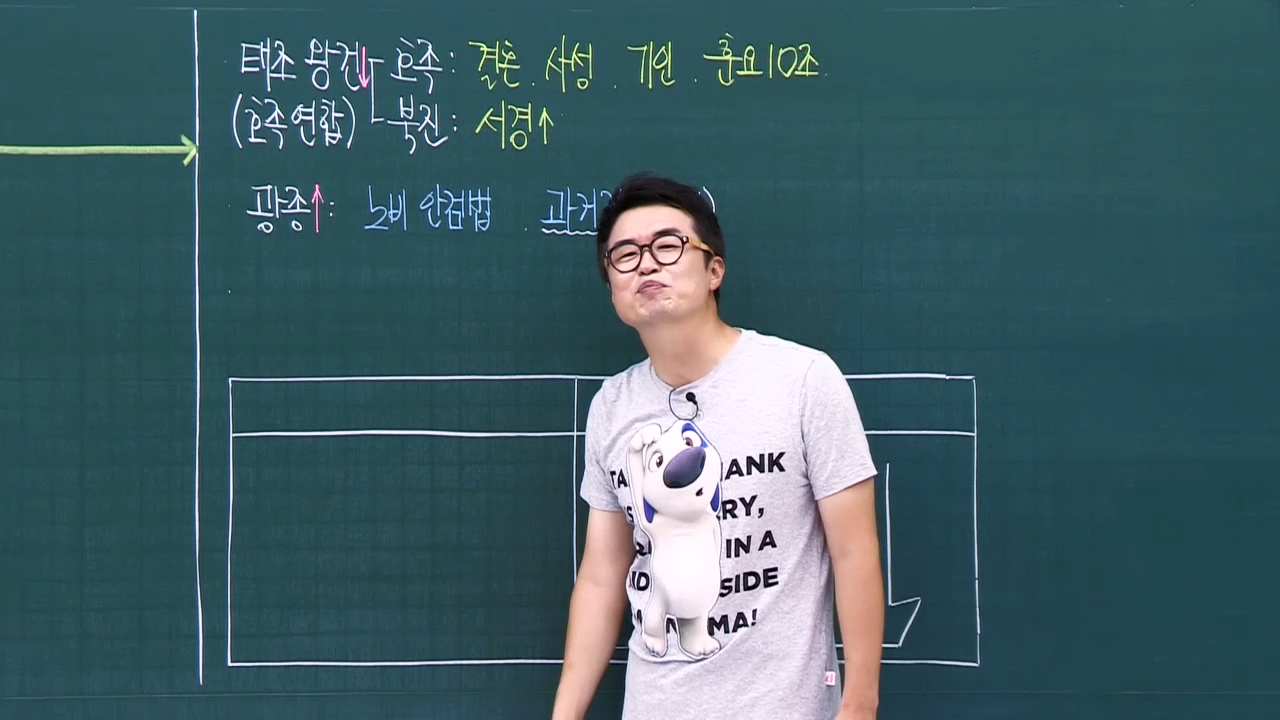 태조 왕건↓ 호족: 결혼. 사성. 기인. 훈요10조.
(호족연합) 북진: 서경↑
광종↑: 노비안검법. 과거
ANK
RY,
IN A
SIDE
MA!